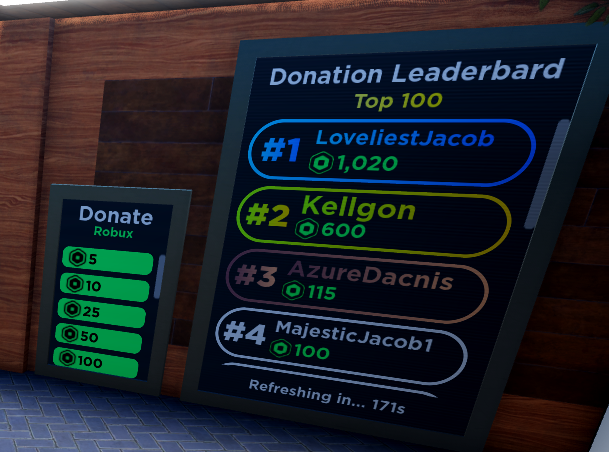 Donate
Robux
5
10
25
50
100
Donation Leaderbard
Top 100
#1 LoveliestJacob
1,020
#2 Kellgon
600
#3 AzureDacnis
115
#4 MajesticJacob1
100
Refreshing in... 171s